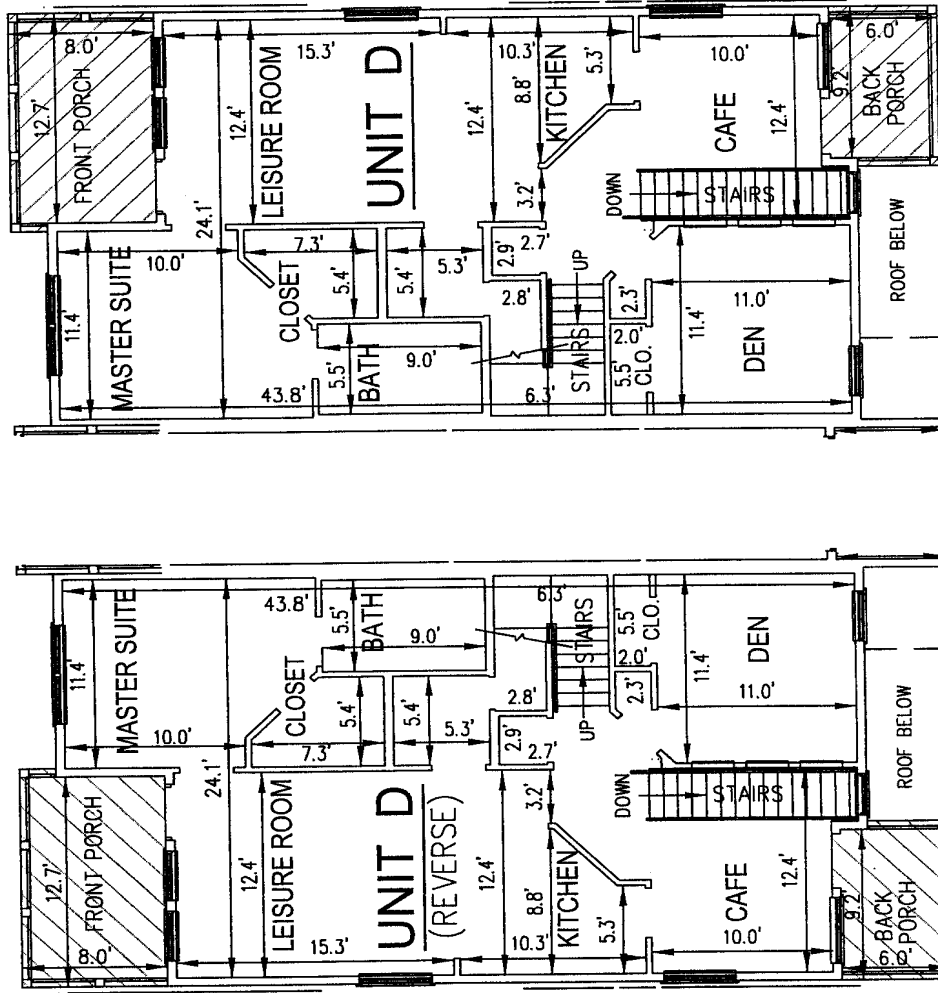 8.0'
15.3'
10.3'
10.0'
6.0'
12.7'
FRONT PORCH
12.4'
LEISURE ROOM
UNIT D
12.4'
8.8'
KITCHEN
5.3'
CAFE
12.4'
9.2'
BACK
PORCH
3.2'
DOWN
STAIRS
24.1'
10.0'
7.3'
5.3'
2.7'
2.9'
2.8'
UP
ROOF BELOW
MASTER SUITE
11.4'
CLOSET
5.4'
5.4'
2.3'
11.0'
11.4'
2.0'
5.5'
BATH
9.0'
STAIRS
5.5'
CLO.
DEN
43.8'
6.3'
43.8'
6.3'
MASTER SUITE
11.4'
5.5'
BATH
9.0'
STAIRS
5.5'
CLO.
2.0'
DEN
11.4'
11.0'
CLOSET
5.4'
5.4'
2.8'
2.3'
10.0'
7.3'
5.3'
2.9'
2.7'
UP
24.1'
ROOF BELOW
3.2'
DOWN
STAIRS
FRONT PORCH
12.7'
LEISURE ROOM
12.4'
UNIT D
(REVERSE)
12.4'
8.8'
KITCHEN
5.3'
CAFE
12.4'
9.2'
BACK
PORCH
8.0'
15.3'
10.3'
10.0'
6.0'